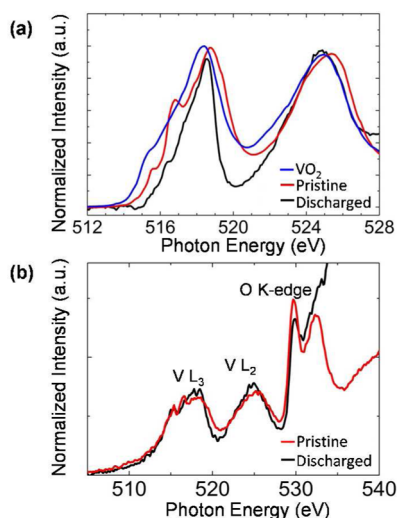 (a)
Normalized Intensity (a.u.)
VO2
Pristine
Discharged
512 516 520 524 528
Photon Energy (eV)
(b)
Normalized Intensity (a.u.)
O K-edge
V L3
V L2
Pristine
Discharged
510 520 530 540
Photon Energy (eV)